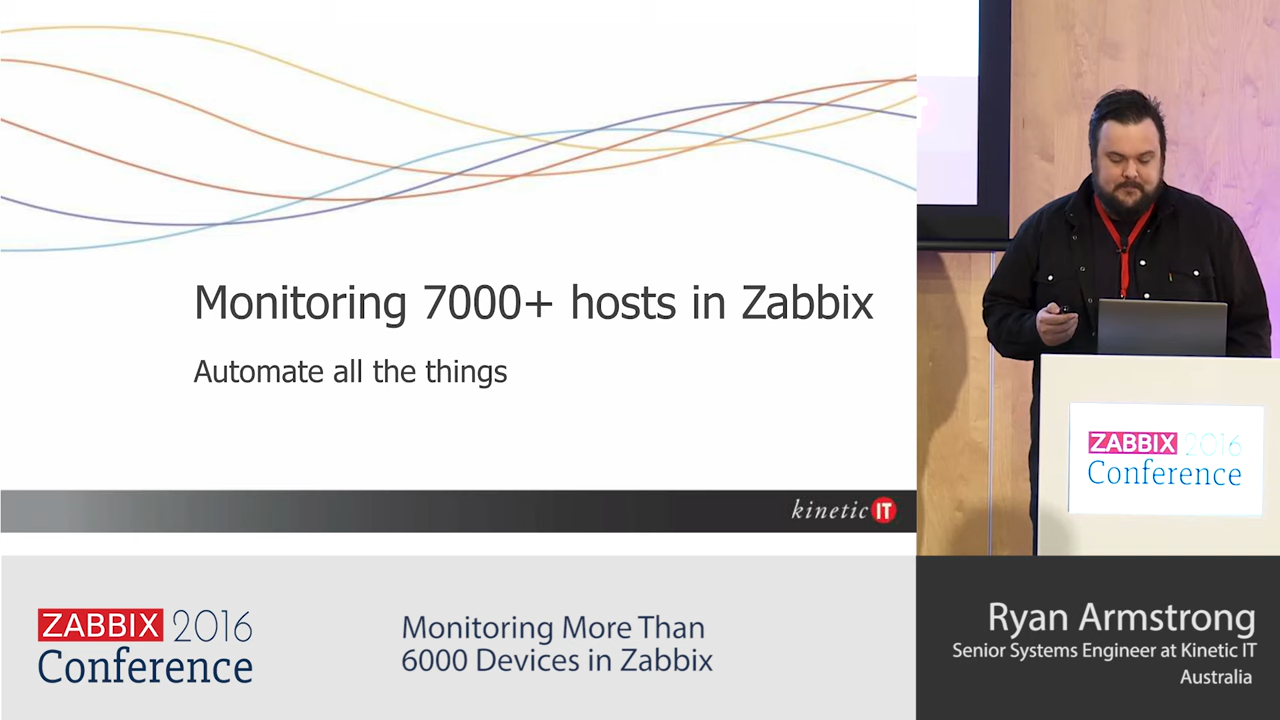 Monitoring 7000+ hosts in Zabbix
Automate all the things
kinetic IT
ZABBIX 2016
Conference
ZABBIX 2016
Conference
Monitoring More Than
6000 Devices in Zabbix
Ryan Armstrong
Senior Systems Engineer at Kinetic IT
Australia